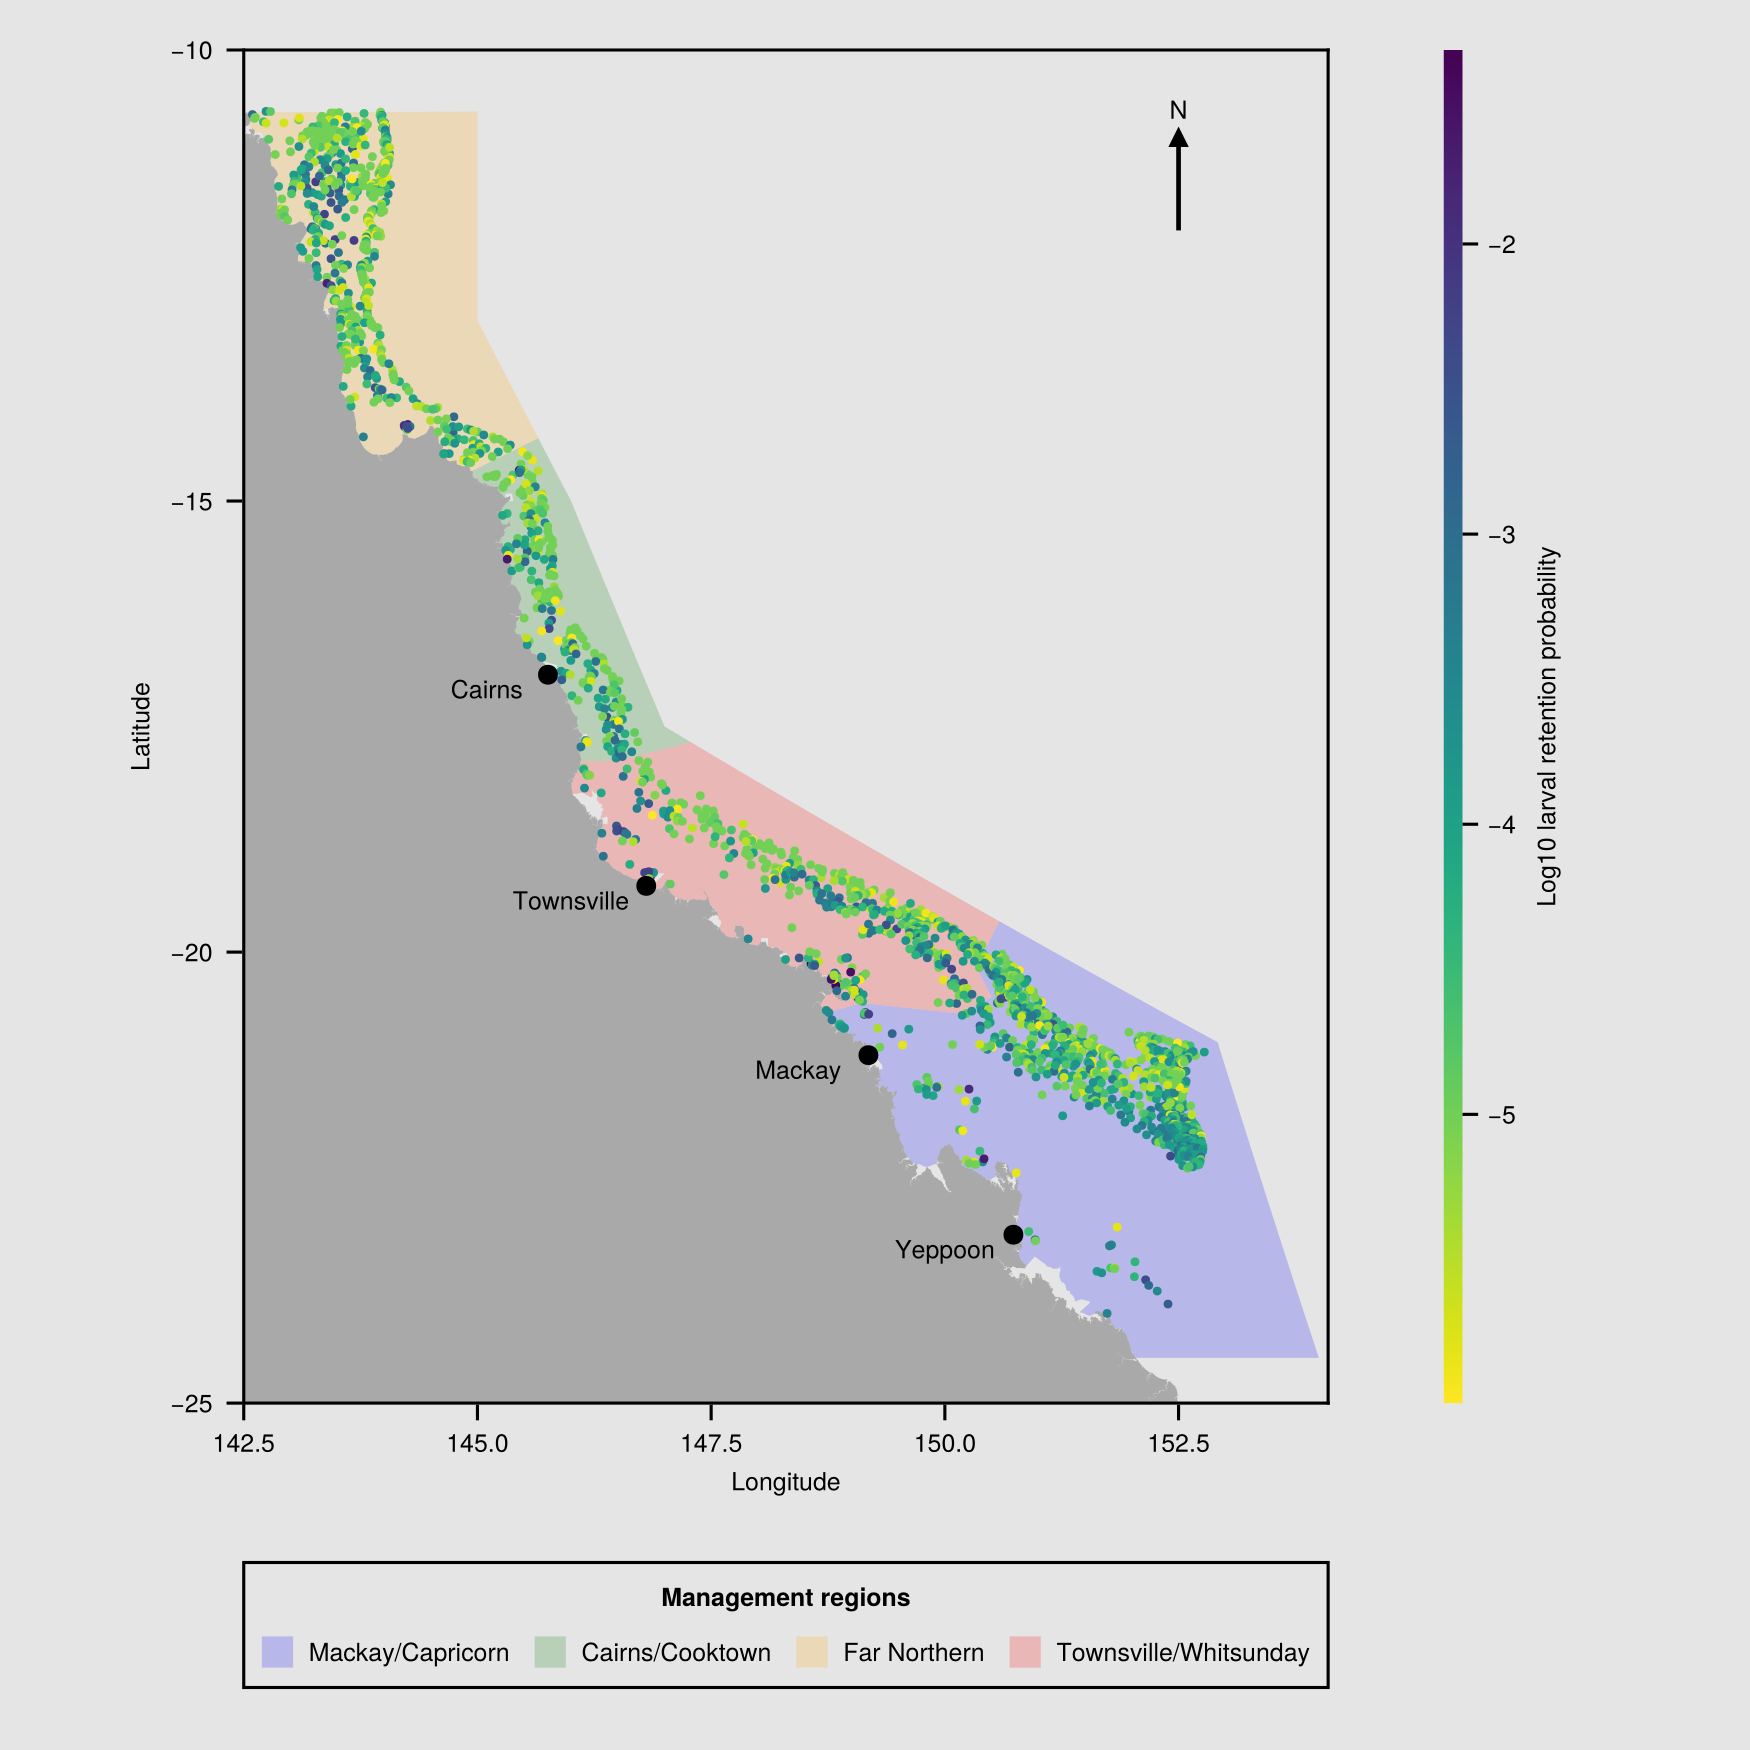 −10
N
−2
−15
−3
Cairns
Latitude
Log10 larval retention probability
−4
Townsville
−20
Mackay
−5
Yeppoon
−25
142.5 145.0 147.5 150.0 152.5
Longitude
Management regions
Mackay/Capricorn Cairns/Cooktown Far Northern Townsville/Whitsunday